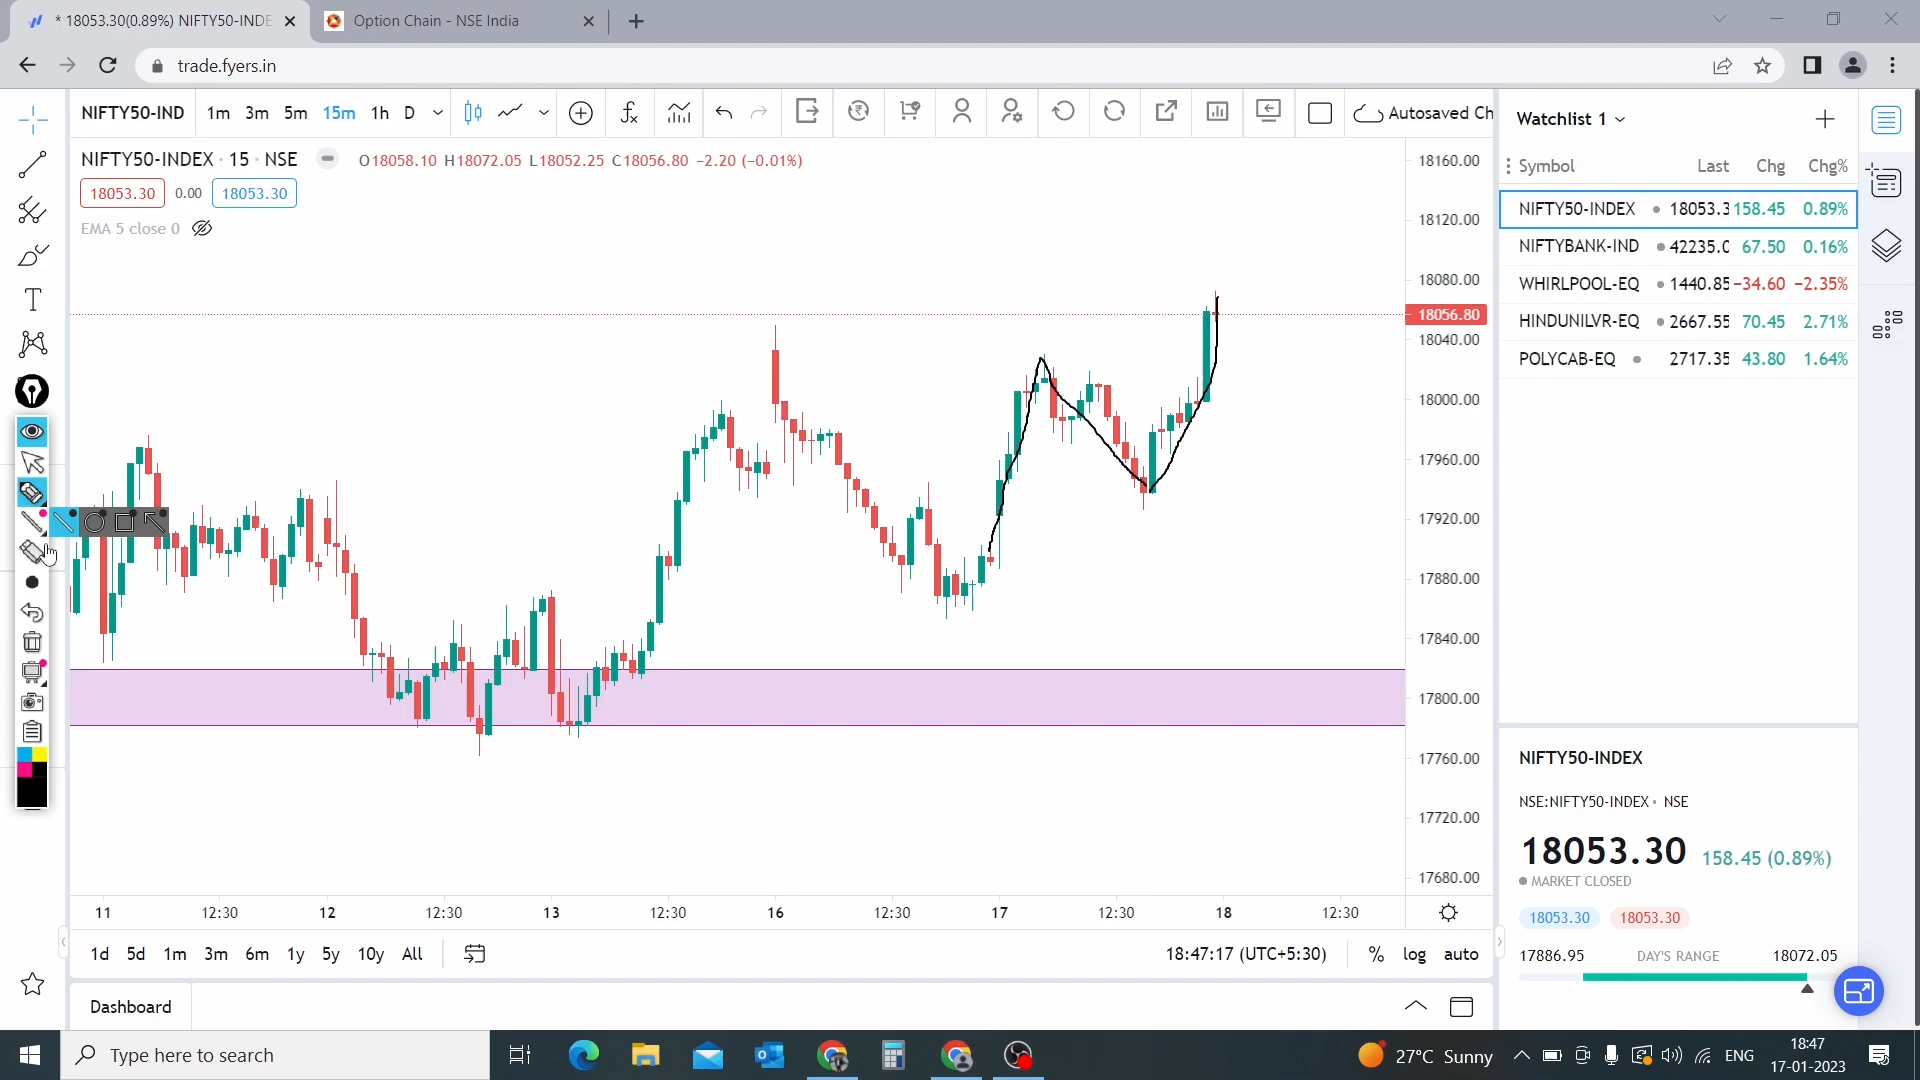 * 18053.30(0.89%) NIFTY50-INDE
Option Chain - NSE India
trade.fyers.in
NIFTY50-IND 1m 3m 5m 15m 1h D Autosaved Ch
NIFTY50-INDEX · 15 · NSE O18058.10 H18072.05 L18052.25 C18056.80 −2.20 (−0.01%)
18053.30 0.00 18053.30
EMA 5 close 0
18160.00
18120.00
18080.00
18056.80
18040.00
18000.00
17960.00
17920.00
17880.00
17840.00
17800.00
17760.00
17720.00
17680.00
11 12:30 12 12:30 13 12:30 16 12:30 17 12:30 18 12:30
1d 5d 1m 3m 6m 1y 5y 10y All 18:47:17 (UTC+5:30) % log auto
Dashboard
Watchlist 1
Symbol Last Chg Chg%
NIFTY50-INDEX 18053.3 158.45 0.89%
NIFTYBANK-IND 42235.0 67.50 0.16%
WHIRLPOOL-EQ 1440.85 −34.60 −2.35%
HINDUNILVR-EQ 2667.55 70.45 2.71%
POLYCAB-EQ 2717.35 43.80 1.64%
NIFTY50-INDEX
NSE:NIFTY50-INDEX • NSE
18053.30 158.45 (0.89%)
MARKET CLOSED
18053.30 18053.30
17886.95 DAY'S RANGE 18072.05
Type here to search
27°C Sunny
ENG
18:47
17-01-2023